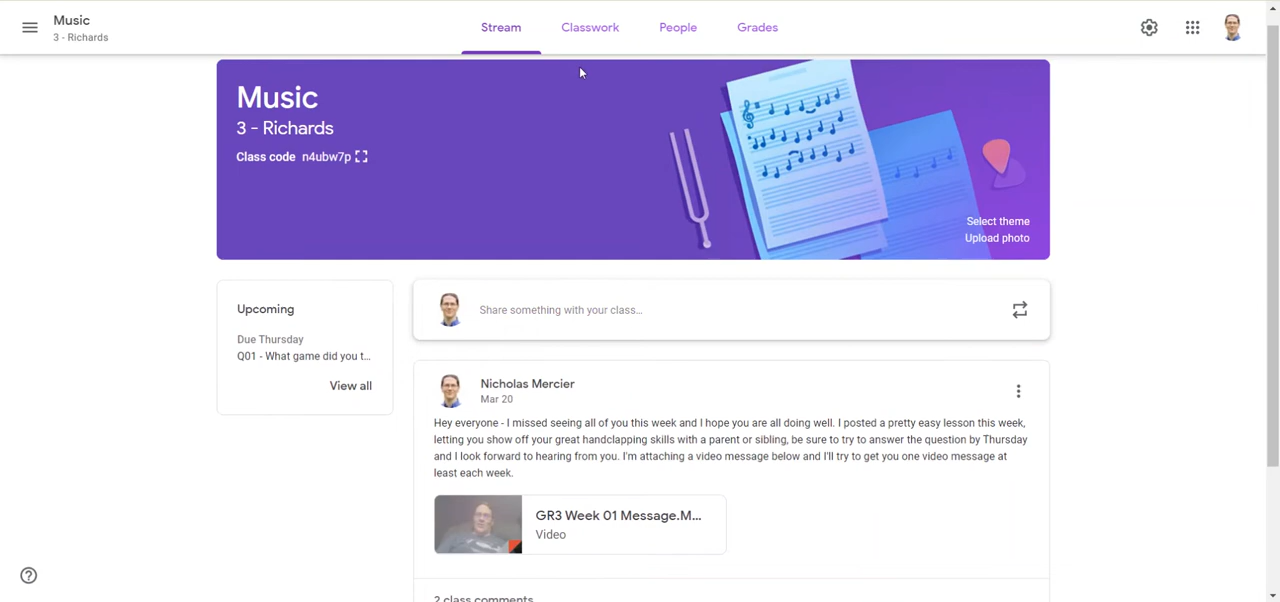 Music
3 - Richards
Stream
Classwork
People
Grades
Music
3 - Richards
Class code n4ubw7p
Select theme
Upload photo
Upcoming
Due Thursday
Q01 - What game did you t...
View all
Share something with your class...
Nicholas Mercier
Mar 20
Hey everyone - I missed seeing all of you this week and I hope you are all doing well. I posted a pretty easy lesson this week,
letting you show off your great handclapping skills with a parent or sibling, be sure to try to answer the question by Thursday
and I look forward to hearing from you. I'm attaching a video message below and I'll try to get you one video message at
least each week.
GR3 Week 01 Message.M...
Video
2 class comments